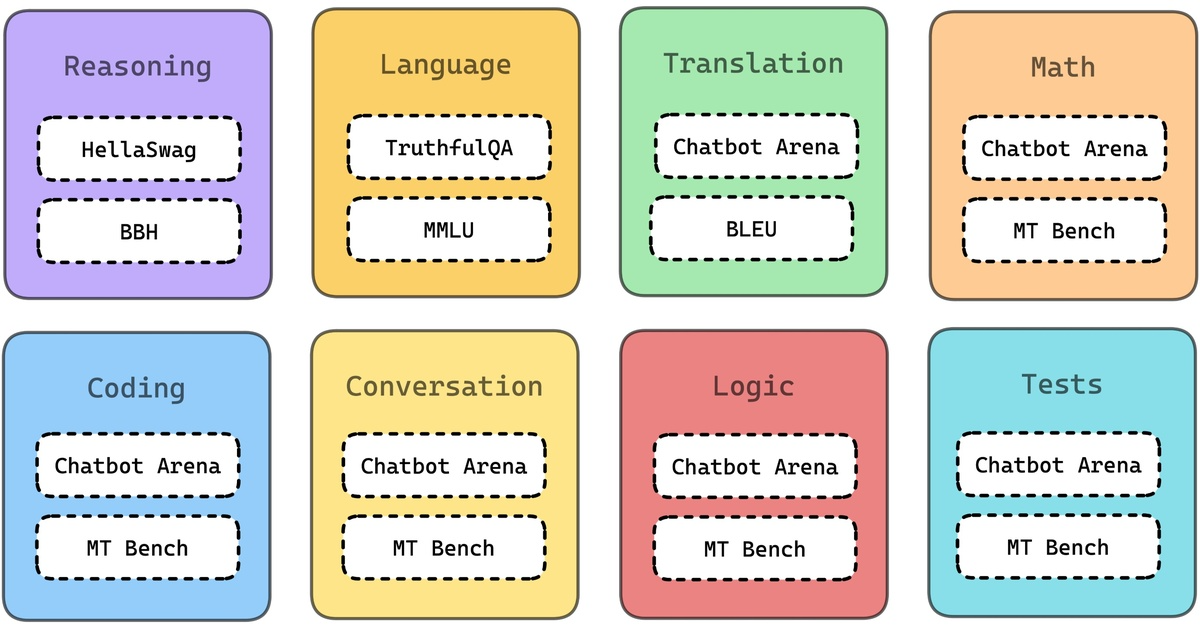 Reasoning
HellaSwag
BBH
Language
TruthfulQA
MMLU
Translation
Chatbot Arena
BLEU
Math
Chatbot Arena
MT Bench
Coding
Chatbot Arena
MT Bench
Conversation
Chatbot Arena
MT Bench
Logic
Chatbot Arena
MT Bench
Tests
Chatbot Arena
MT Bench